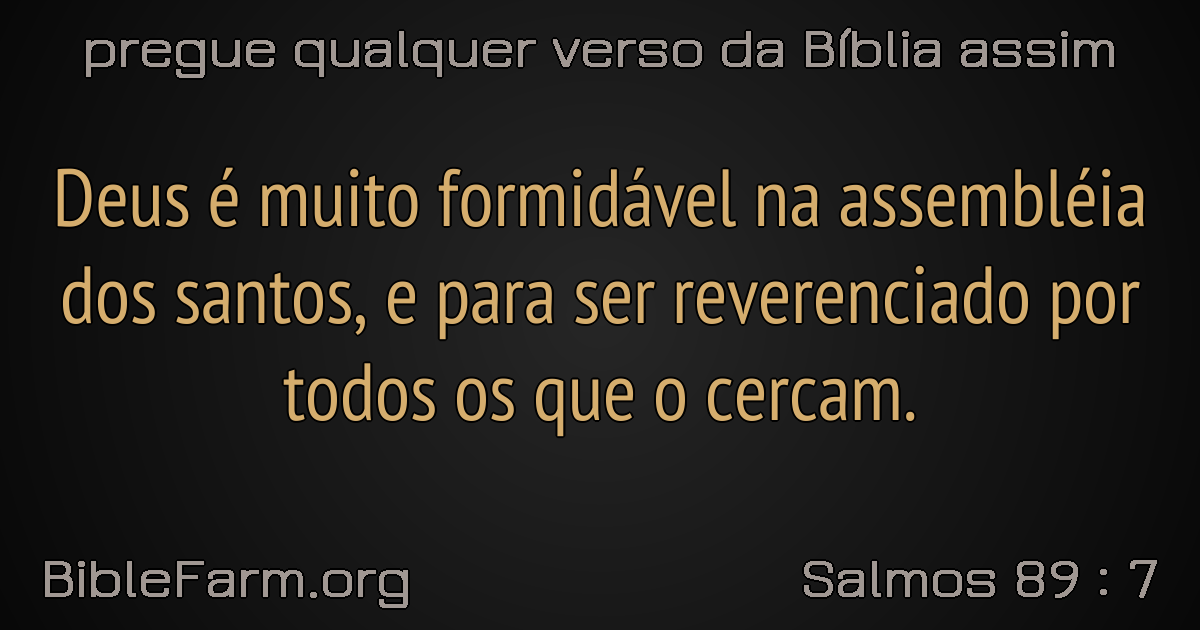 pregue qualquer verso da Bíblia assim
Deus é muito formidável na assembléia
dos santos, e para ser reverenciado por
todos os que o cercam.
BibleFarm.org
Salmos 89 : 7